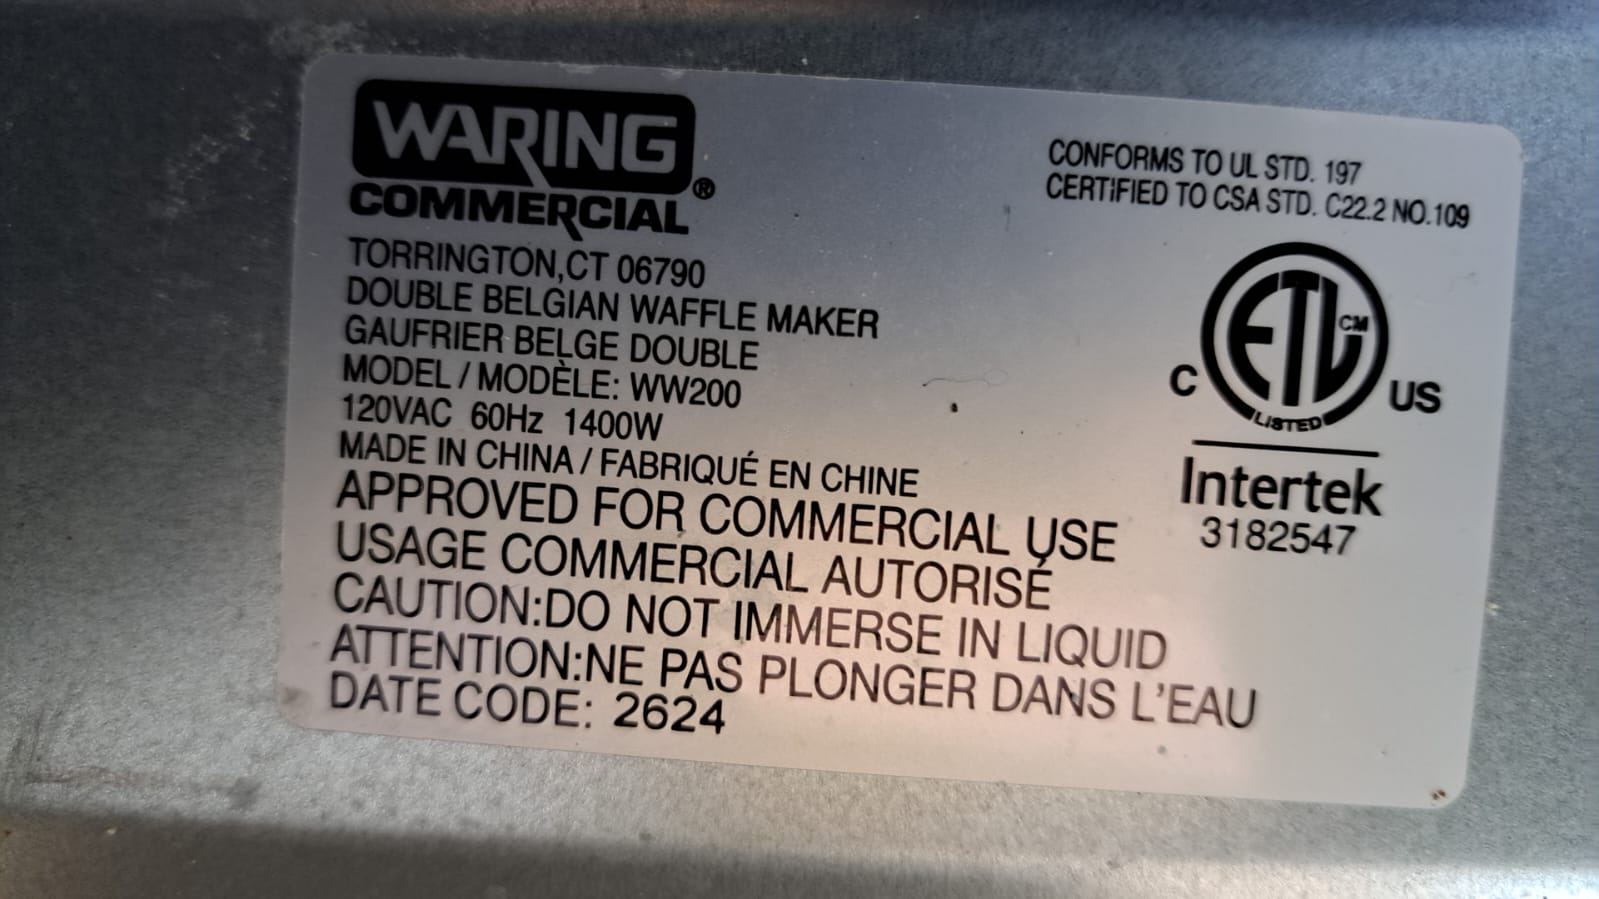 WARING
COMMERCIAL®
TORRINGTON,CT 06790
DOUBLE BELGIAN WAFFLE MAKER
GAUFRIER BELGE DOUBLE
MODEL / MODÈLE: WW200
120VAC 60Hz 1400W
MADE IN CHINA / FABRIQUÉ EN CHINE
APPROVED FOR COMMERCIAL USE
USAGE COMMERCIAL AUTORISÉ
CAUTION:DO NOT IMMERSE IN LIQUID
ATTENTION:NE PAS PLONGER DANS L'EAU
DATE CODE: 2624
CONFORMS TO UL STD. 197
CERTIFIED TO CSA STD. C22.2 NO.109
ETL CM
C US
LISTED
Intertek
3182547